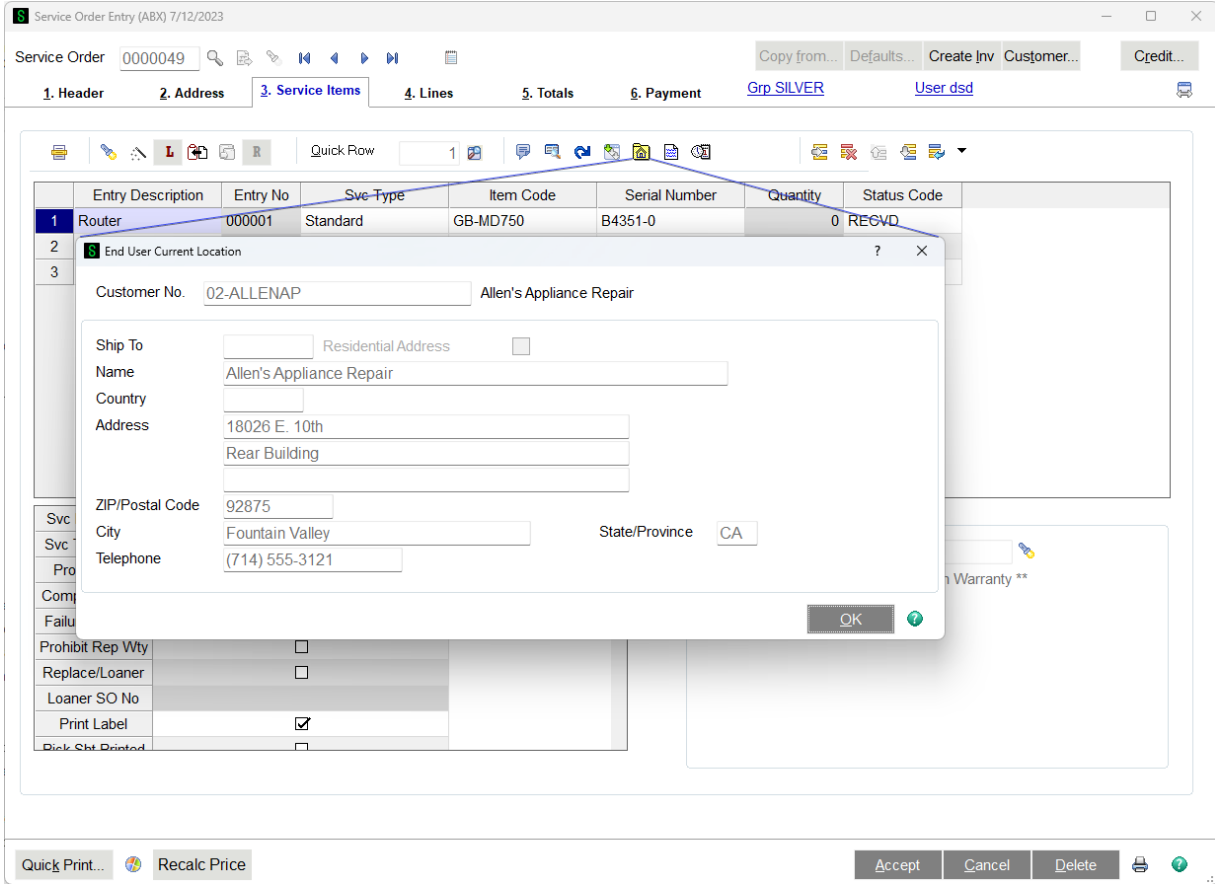 S Service Order Entry (ABX) 7/12/2023
Service Order 0000049 Copy from... Defaults... Create Inv Customer... Credit...
1. Header 2. Address 3. Service Items 4. Lines 5. Totals 6. Payment Grp SILVER User dsd
L R Quick Row 1
Entry Description Entry No Svc Type Item Code Serial Number Quantity Status Code
1 Router 000001 Standard GB-MD750 B4351-0 0 RECVD
2
3
S End User Current Location ?
Customer No. 02-ALLENAP Allen's Appliance Repair
Ship To Residential Address
Name Allen's Appliance Repair
Country
Address 18026 E. 10th
Rear Building
ZIP/Postal Code 92875
City Fountain Valley State/Province CA
Telephone (714) 555-3121
OK ?
Svc
Svc
Pro
Comp
Failu
Warranty **
Prohibit Rep Wty
Replace/Loaner
Loaner SO No
Print Label
Pick Sht Printed
Quick Print... Recalc Price Accept Cancel Delete ?